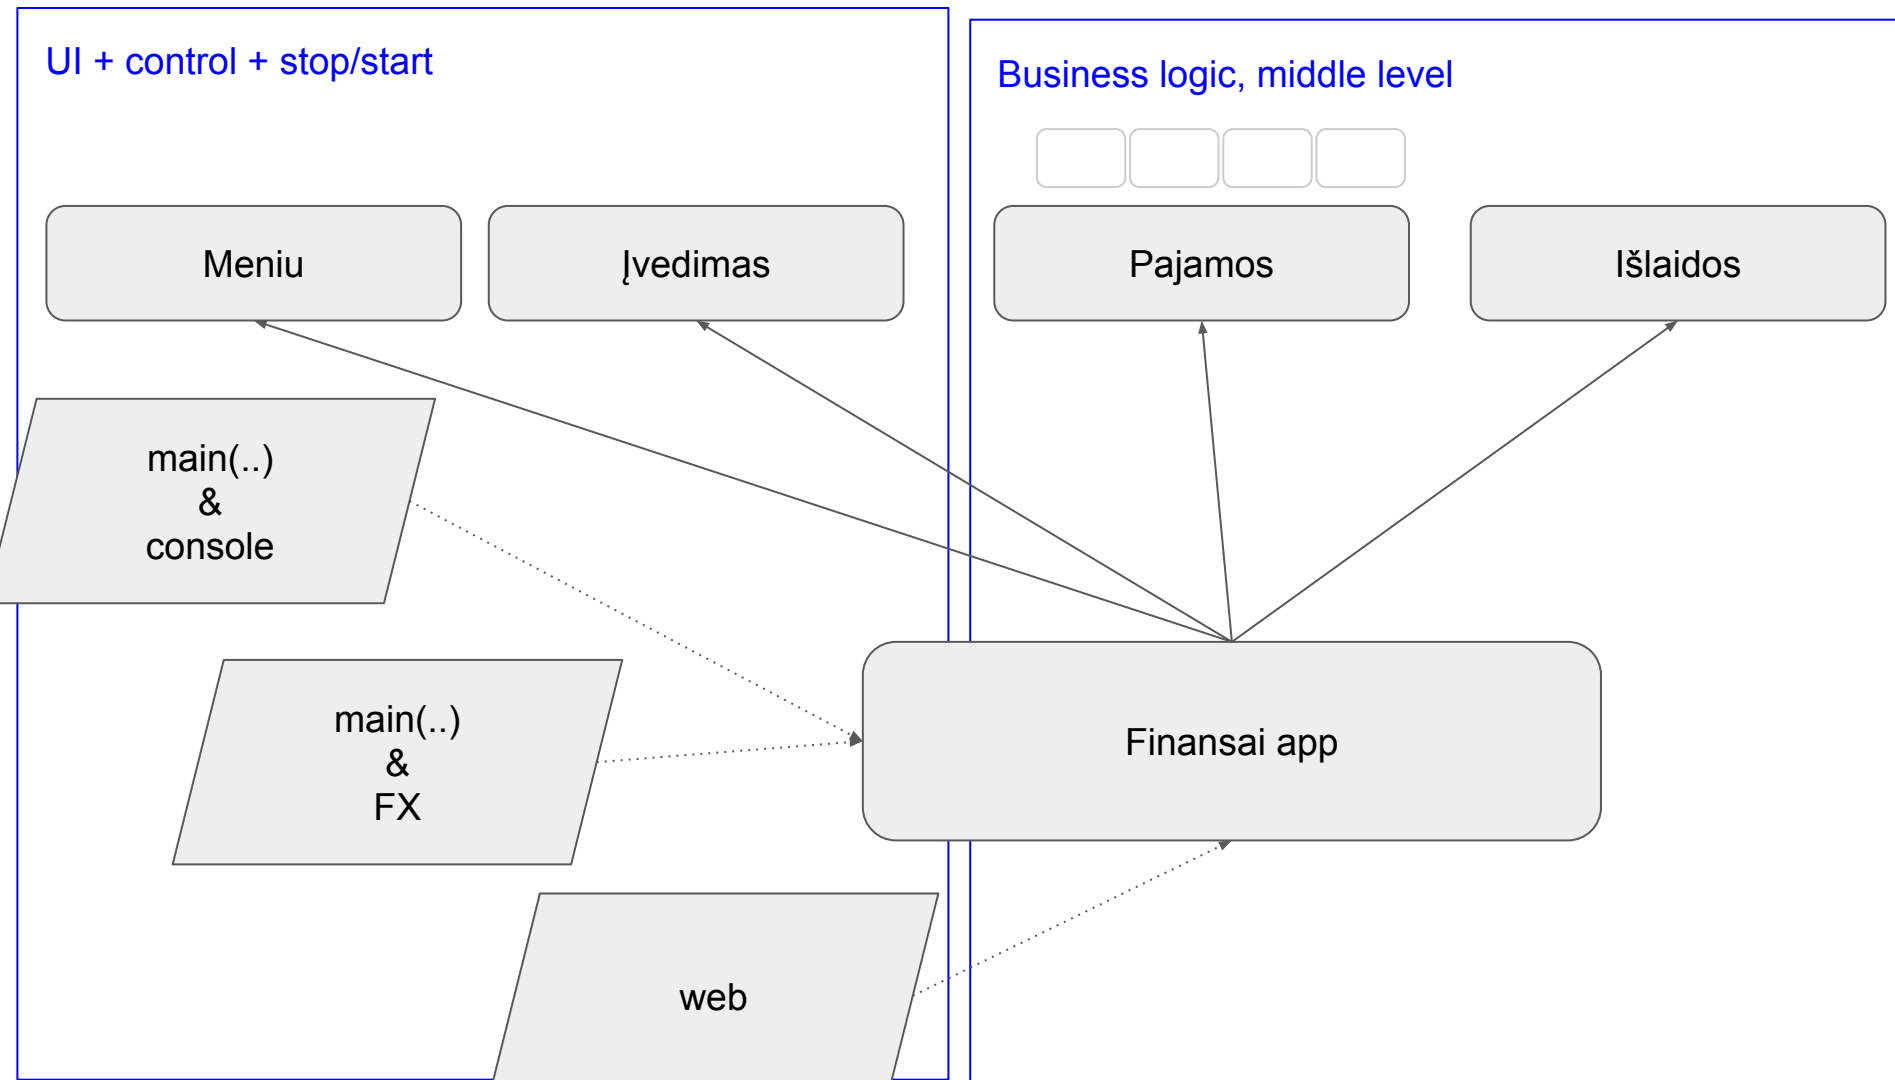 UI + control + stop/start
Business logic, middle level
Meniu
Įvedimas
Pajamos
Išlaidos
main(..)
&
console
main(..)
&
FX
Finansai app
web